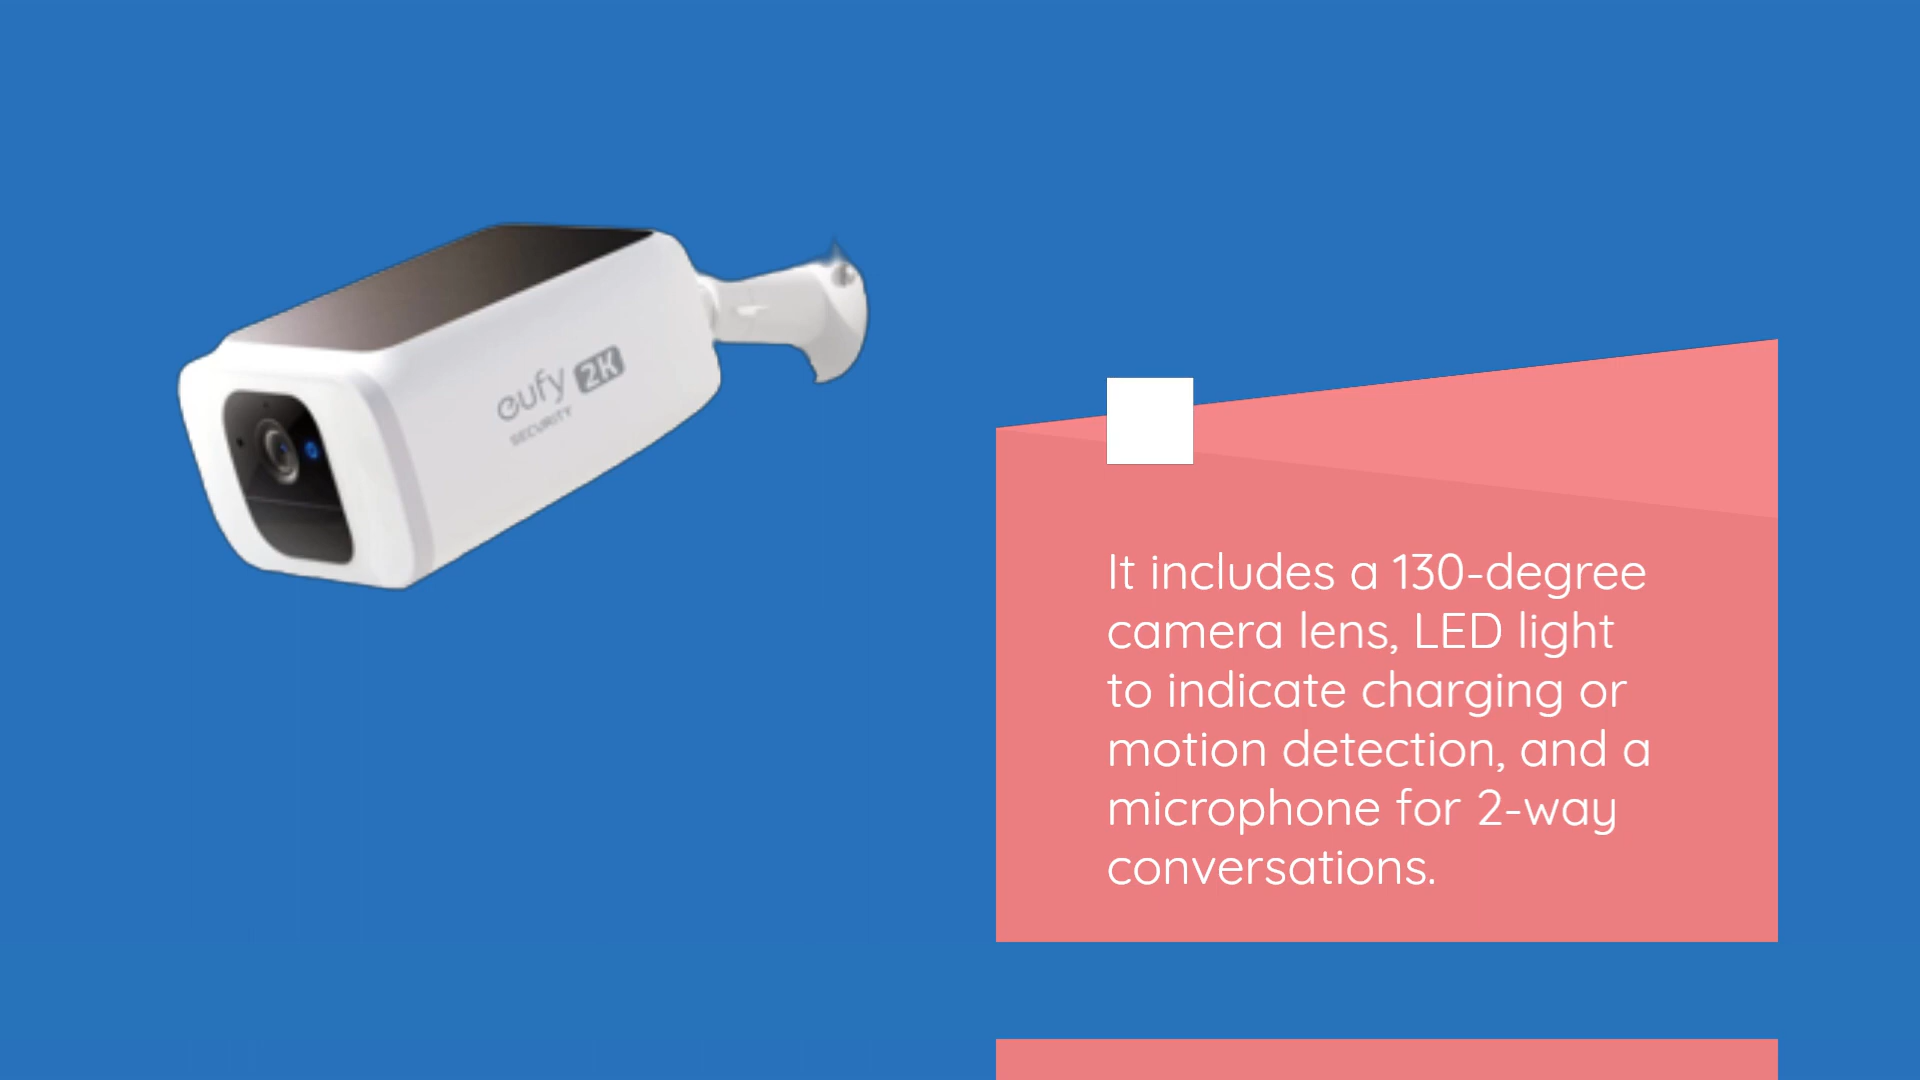 eufy 2K
SECURITY
It includes a 130-degree
camera lens, LED light
to indicate charging or
motion detection, and a
microphone for 2-way
conversations.